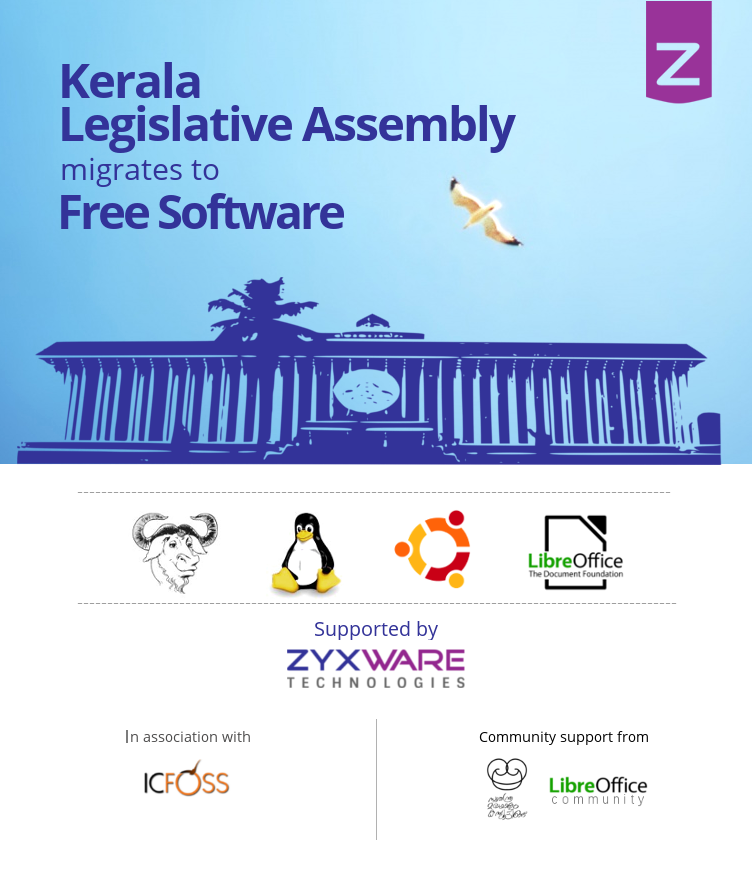 Z
Kerala
Legislative Assembly
migrates to
Free Software
LibreOffice
The Document Foundation
Supported by
ZYXWARE
TECHNOLOGIES
In association with
ICFOSS
Community support from
LibreOffice
community